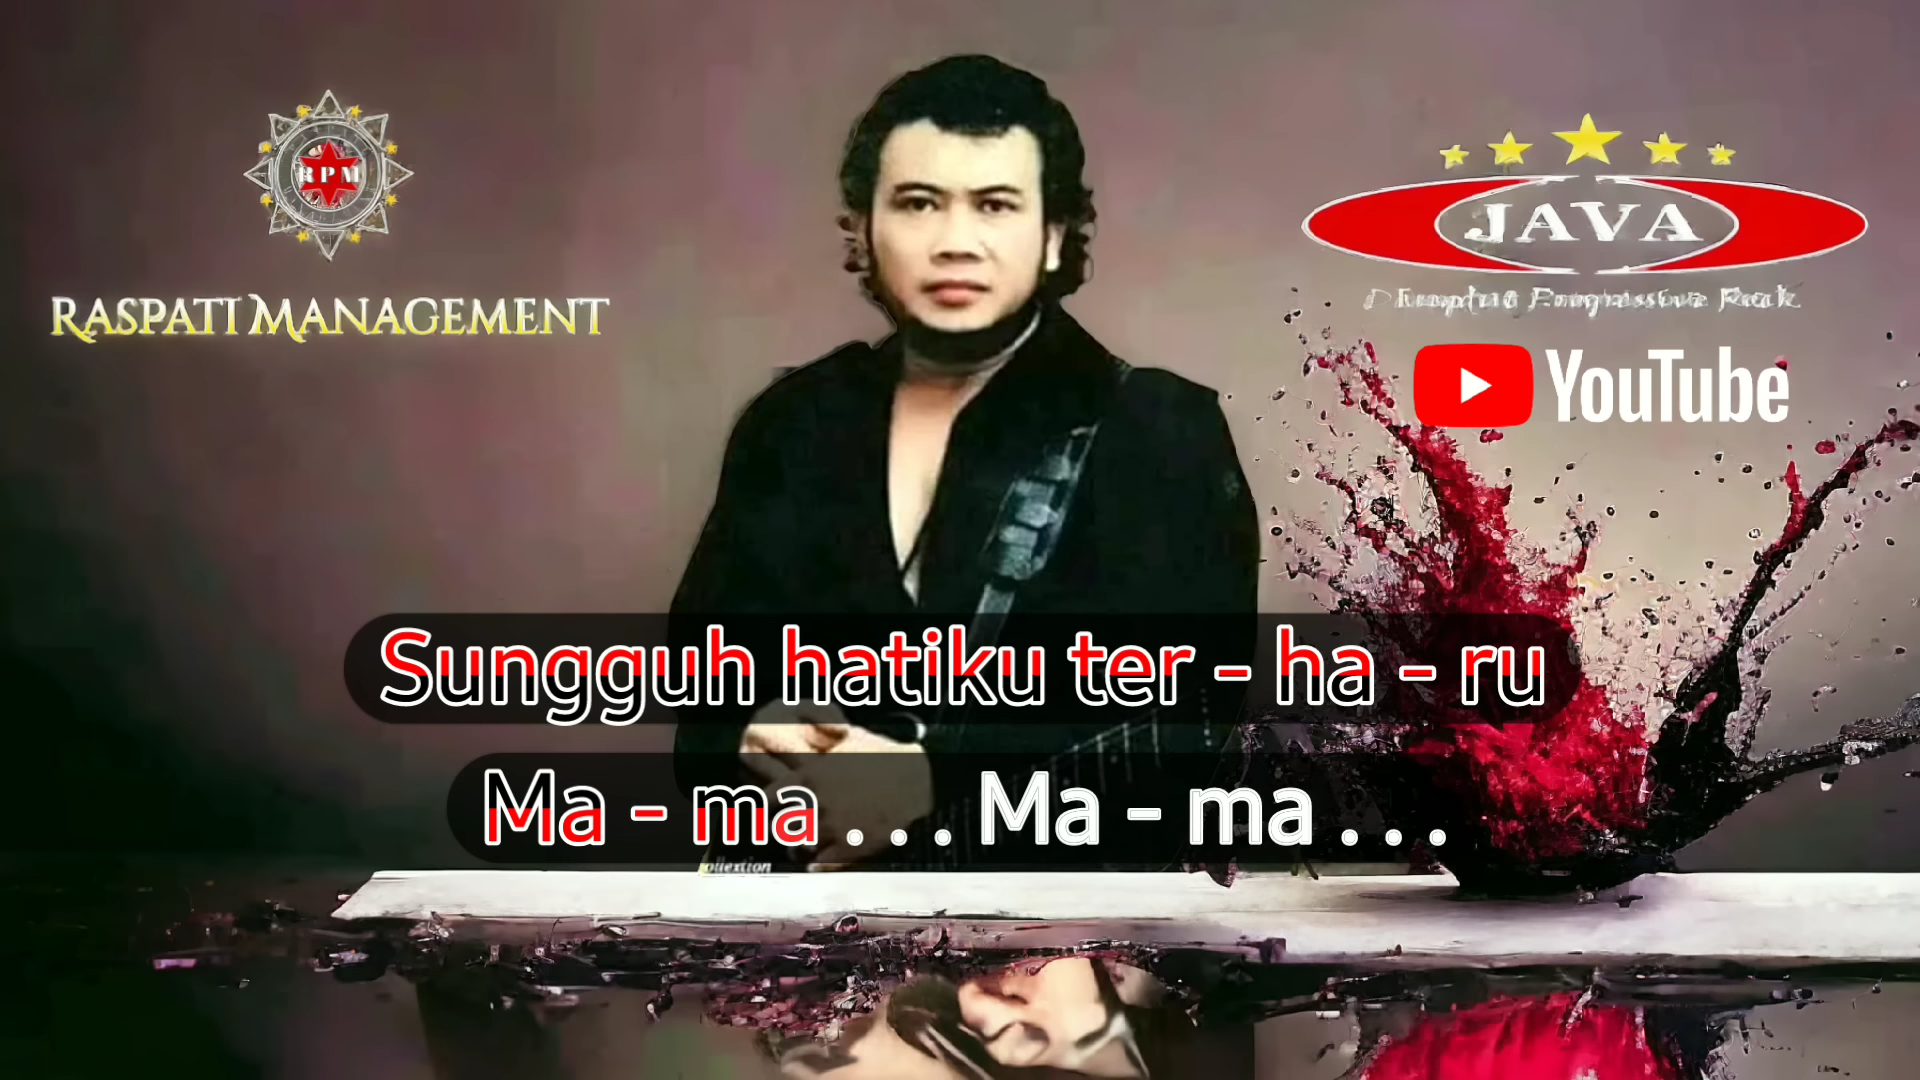 RPM
RASPATI MANAGEMENT
JAVA
YouTube
Sungguh hatiku ter - ha - ru
Ma - ma . . . Ma - ma . . .